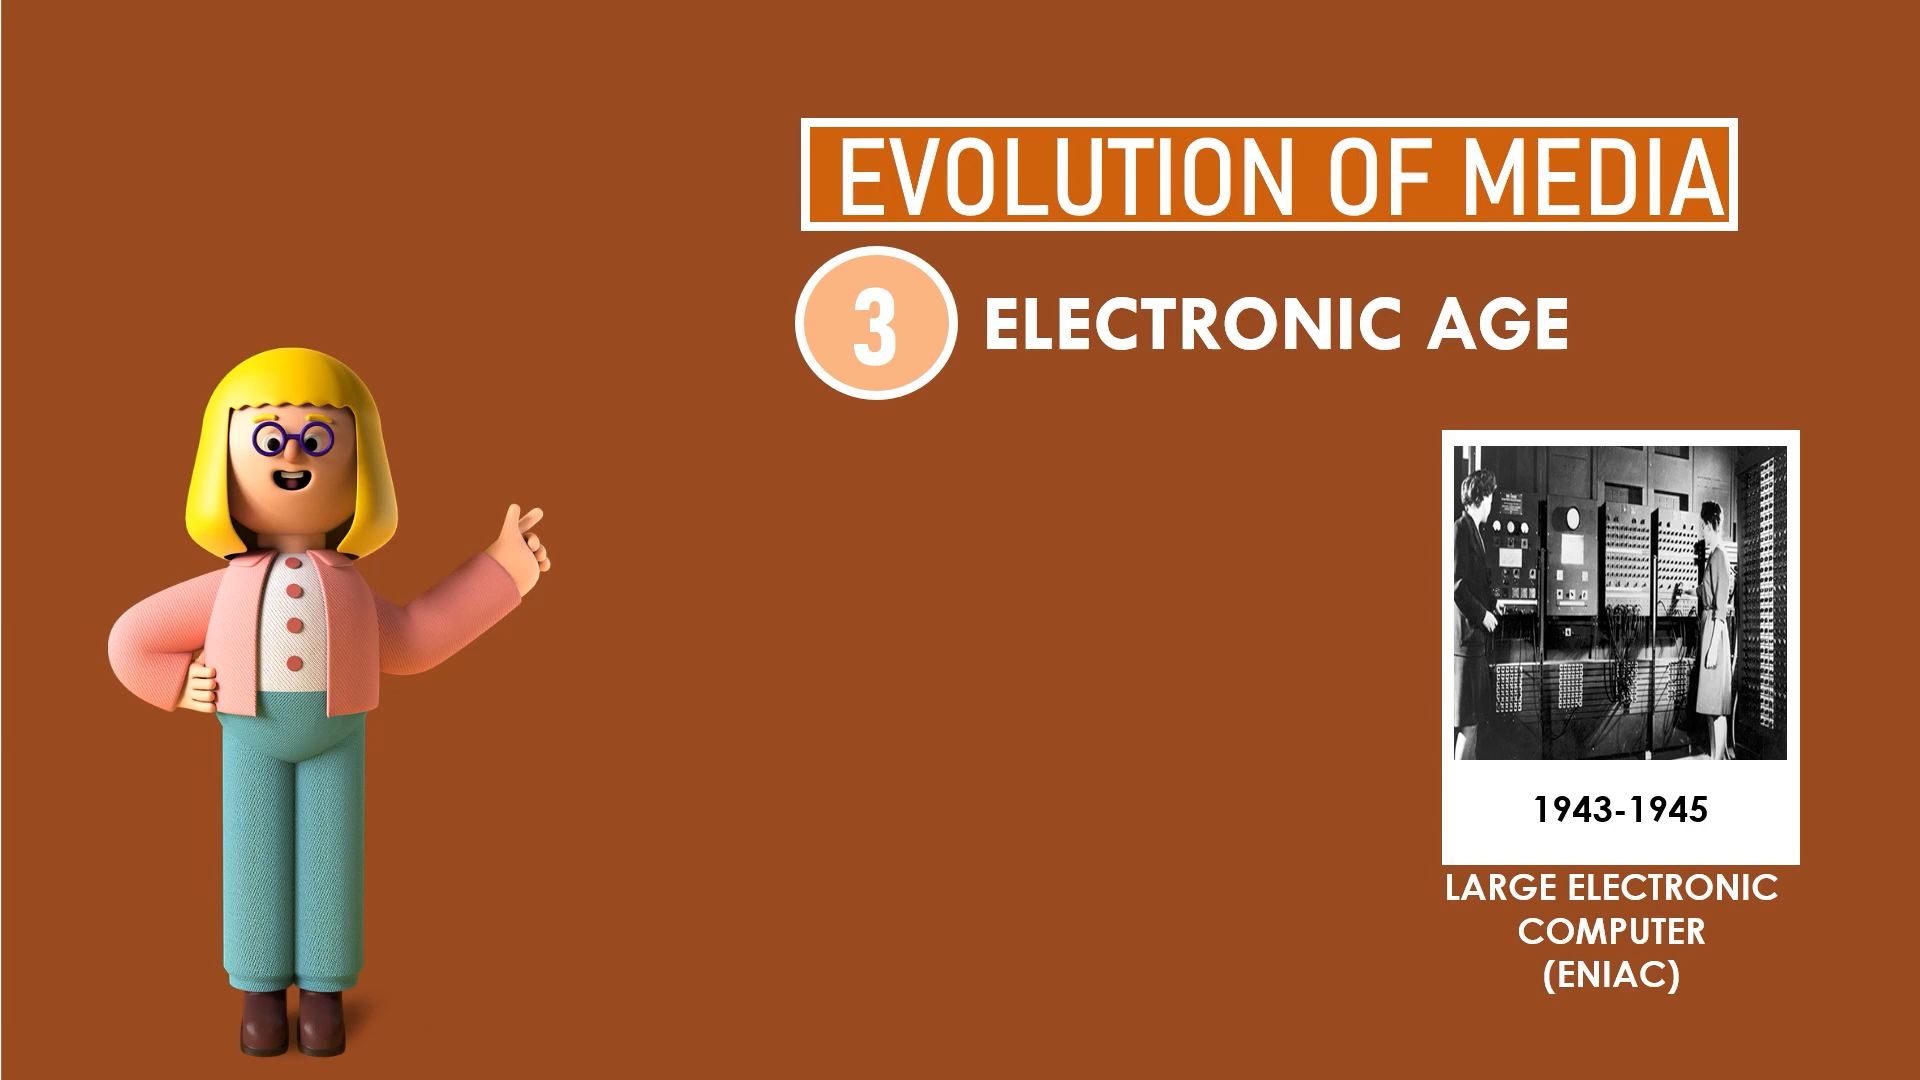 EVOLUTION OF MEDIA
3
ELECTRONIC AGE
1943-1945
LARGE ELECTRONIC
COMPUTER
(ENIAC)